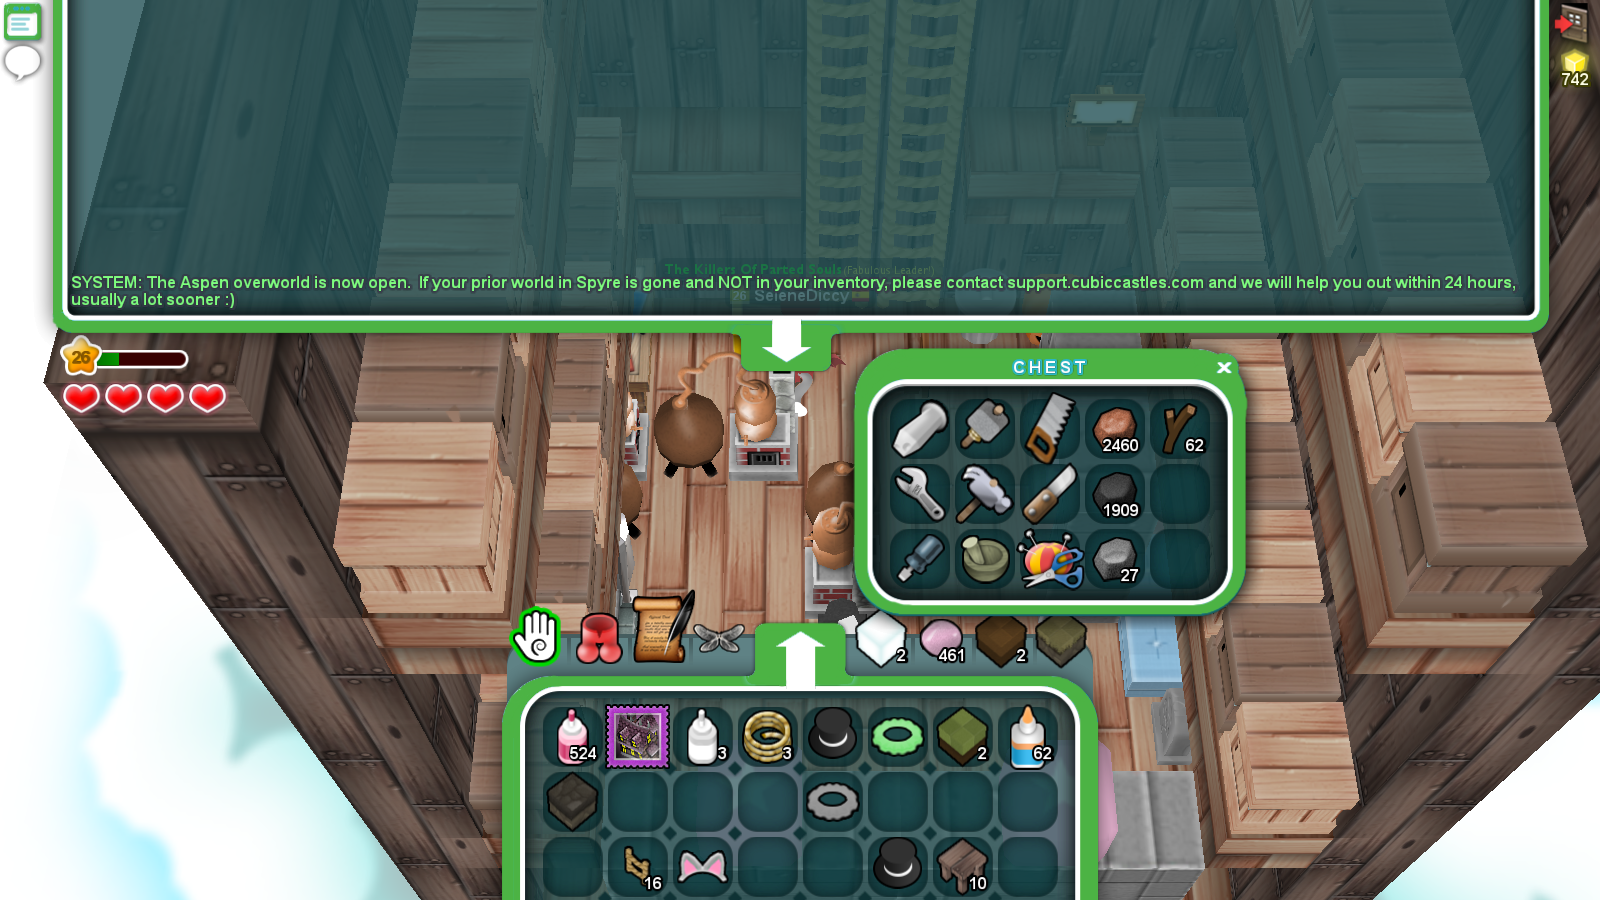 742
The Killers Of Parted Souls (Fabulous Leader!)
SYSTEM: The Aspen overworld is now open. If your prior world in Spyre is gone and NOT in your inventory, please contact support.cubiccastles.com and we will help you out within 24 hours,
26 SeleneDiccy
usually a lot sooner :)
26
CHEST
2460 62
1909
27
2 461 2
524 3 3 2 62
16 10